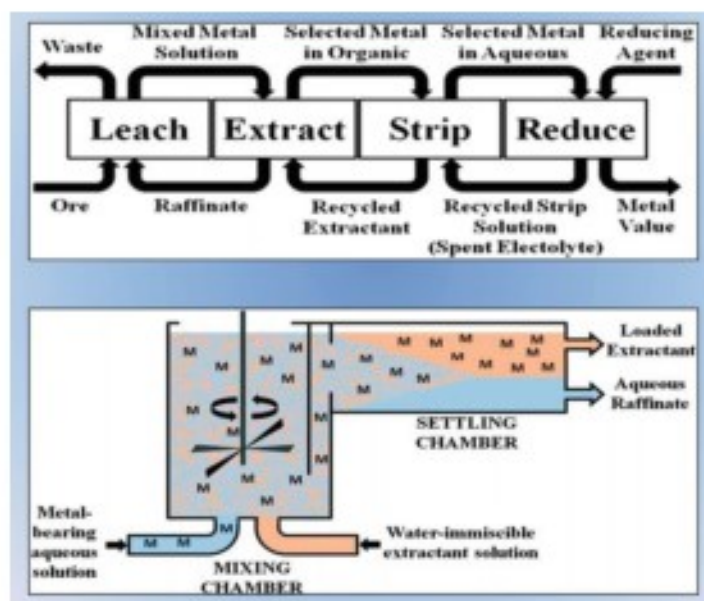 Waste
Mixed Metal
Solution
Selected Metal
in Organic
Selected Metal
in Aqueous
Reducing
Agent
Leach
Extract
Strip
Reduce
Ore
Raffinate
Recycled
Extractant
Recycled Strip
Solution
(Spent Electolyte)
Metal
Value
M M M M M M M M M M M M M M M M M M M M M M M M M M M M M M
Loaded
Extractant
Aqueous
Raffinate
SETTLING
CHAMBER
Metal-
bearing
aqueous
solution
M M M
Water-immiscible
extractant solution
MIXING
CHAMBER